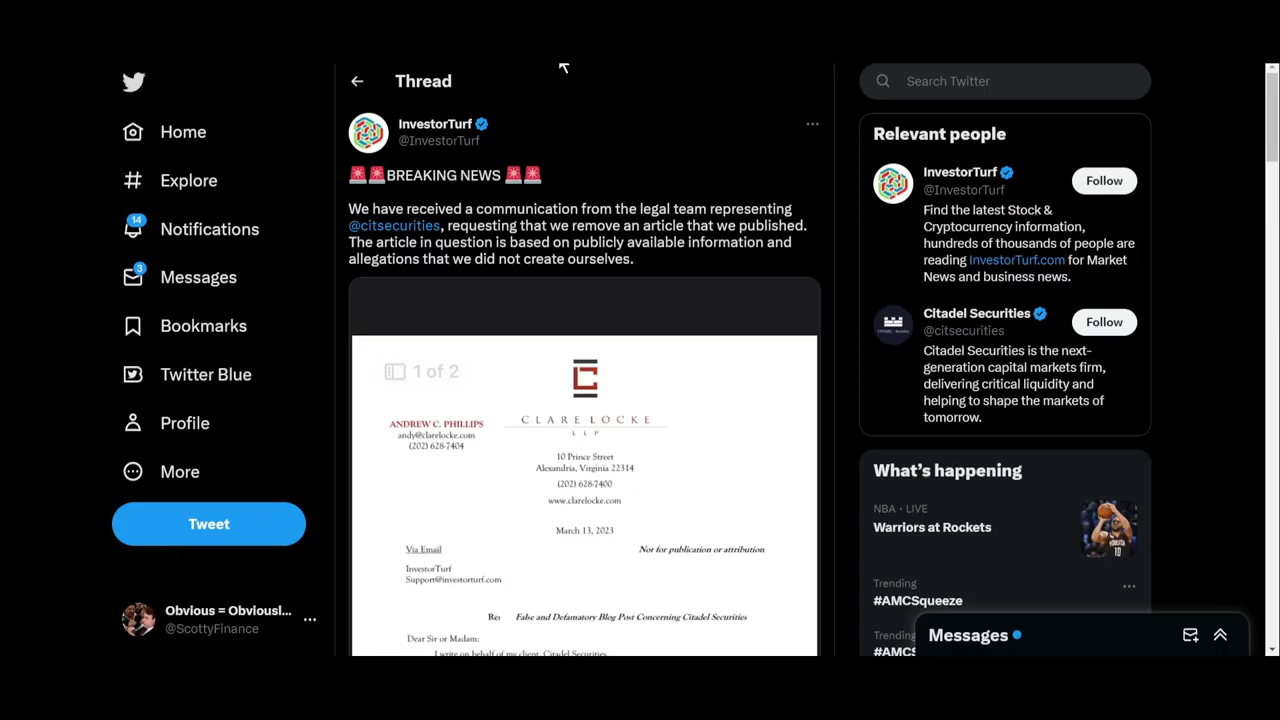 Home
Explore
14
Notifications
3
Messages
Bookmarks
Twitter Blue
Profile
More
Tweet
Obvious = Obviousl...
@ScottyFinance
Thread
InvestorTurf
@InvestorTurf
🚨🚨BREAKING NEWS 🚨🚨
We have received a communication from the legal team representing
@citsecurities, requesting that we remove an article that we published.
The article in question is based on publicly available information and
allegations that we did not create ourselves.
1 of 2
ANDREW C. PHILLIPS
andy@clarelocke.com
(202) 628-7404
CLARE LOCKE
LLP
10 Prince Street
Alexandria, Virginia 22314
(202) 628-7400
www.clarelocke.com
March 13, 2023
Via Email
Not for publication or attribution
InvestorTurf
Support@investorturf.com
Re: False and Defamatory Blog Post Concerning Citadel Securities
Dear Sir or Madam:
I write on behalf of my client, Citadel Securities.
Search Twitter
Relevant people
InvestorTurf
@InvestorTurf
Follow
Find the latest Stock &
Cryptocurrency information,
hundreds of thousands of people are
reading InvestorTurf.com for Market
News and business news.
Citadel Securities
@citsecurities
Follow
Citadel Securities is the next-
generation capital markets firm,
delivering critical liquidity and
helping to shape the markets of
tomorrow.
What's happening
NBA · LIVE
Warriors at Rockets
Trending
#AMCSqueeze
Trending
#AMCS
Messages